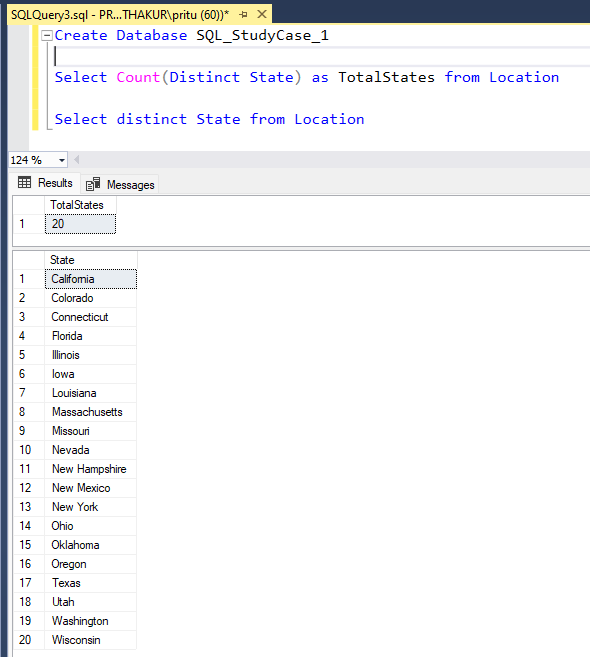 SQLQuery3.sql - PR...THAKUR\pritu (60))*
Create Database SQL_StudyCase_1
Select Count(Distinct State) as TotalStates from Location
Select distinct State from Location
124 %
Results Messages
TotalStates
1 20
State
1 California
2 Colorado
3 Connecticut
4 Florida
5 Illinois
6 Iowa
7 Louisiana
8 Massachusetts
9 Missouri
10 Nevada
11 New Hampshire
12 New Mexico
13 New York
14 Ohio
15 Oklahoma
16 Oregon
17 Texas
18 Utah
19 Washington
20 Wisconsin